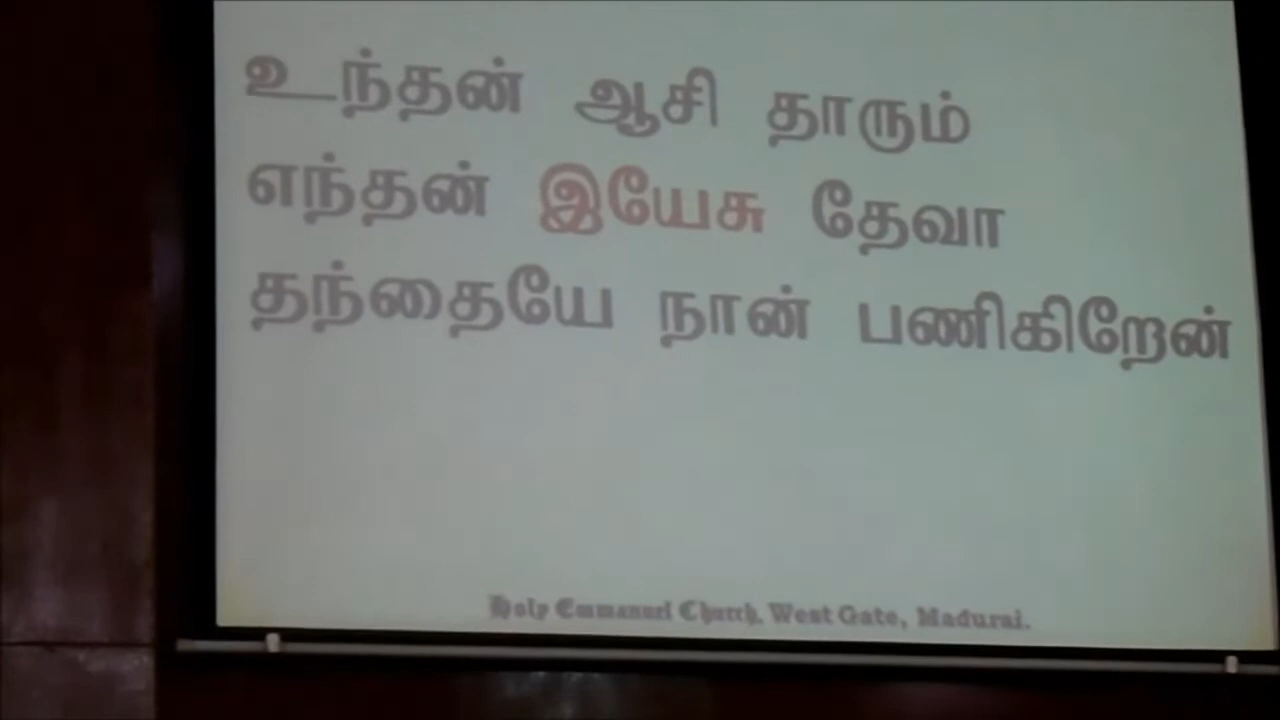 உந்தன் ஆசி தாரும்
எந்தன் இயேசு தேவா
தந்தையே நான் பணிகிறேன்
Holy Emmanuel Church, West Gate, Madurai.